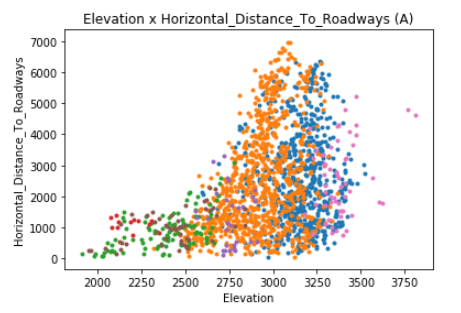 Elevation x Horizontal_Distance_To_Roadways (A)
Horizontal_Distance_To_Roadways
7000
6000
5000
4000
3000
2000
1000
0
2000 2250 2500 2750 3000 3250 3500 3750
Elevation